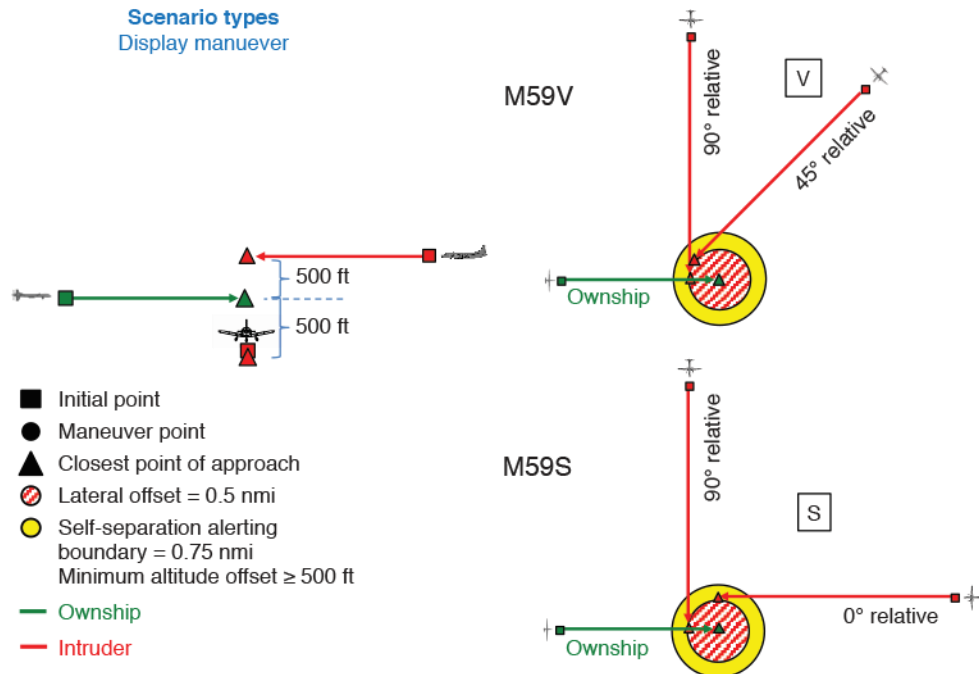 Scenario types
Display manuever
500 ft
500 ft
Initial point
Maneuver point
Closest point of approach
Lateral offset = 0.5 nmi
Self-separation alerting
boundary = 0.75 nmi
Minimum altitude offset ≥ 500 ft
Ownship
Intruder
M59V
90° relative
V
45° relative
Ownship
M59S
90° relative
S
0° relative
Ownship